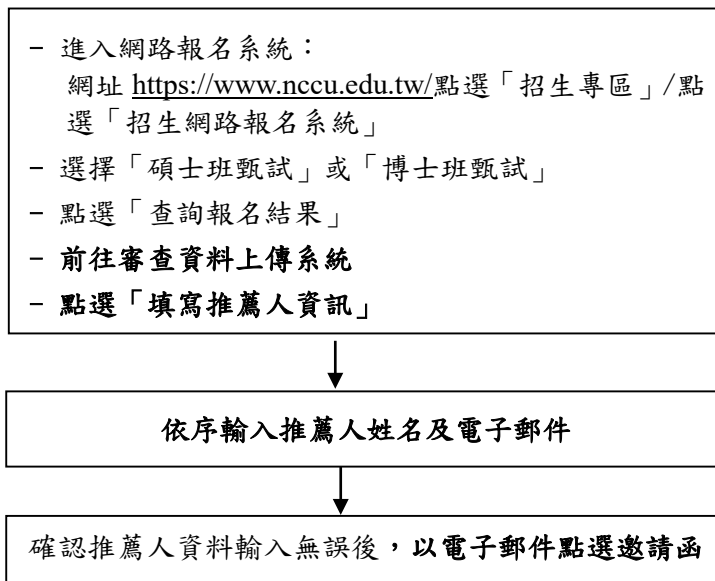 - 進入網路報名系統：
網址 https://www.nccu.edu.tw/點選「招生專區」/點
選「招生網路報名系統」
- 選擇「碩士班甄試」或「博士班甄試」
- 點選「查詢報名結果」
- 前往審查資料上傳系統
- 點選「填寫推薦人資訊」
依序輸入推薦人姓名及電子郵件
確認推薦人資料輸入無誤後，以電子郵件點選邀請函